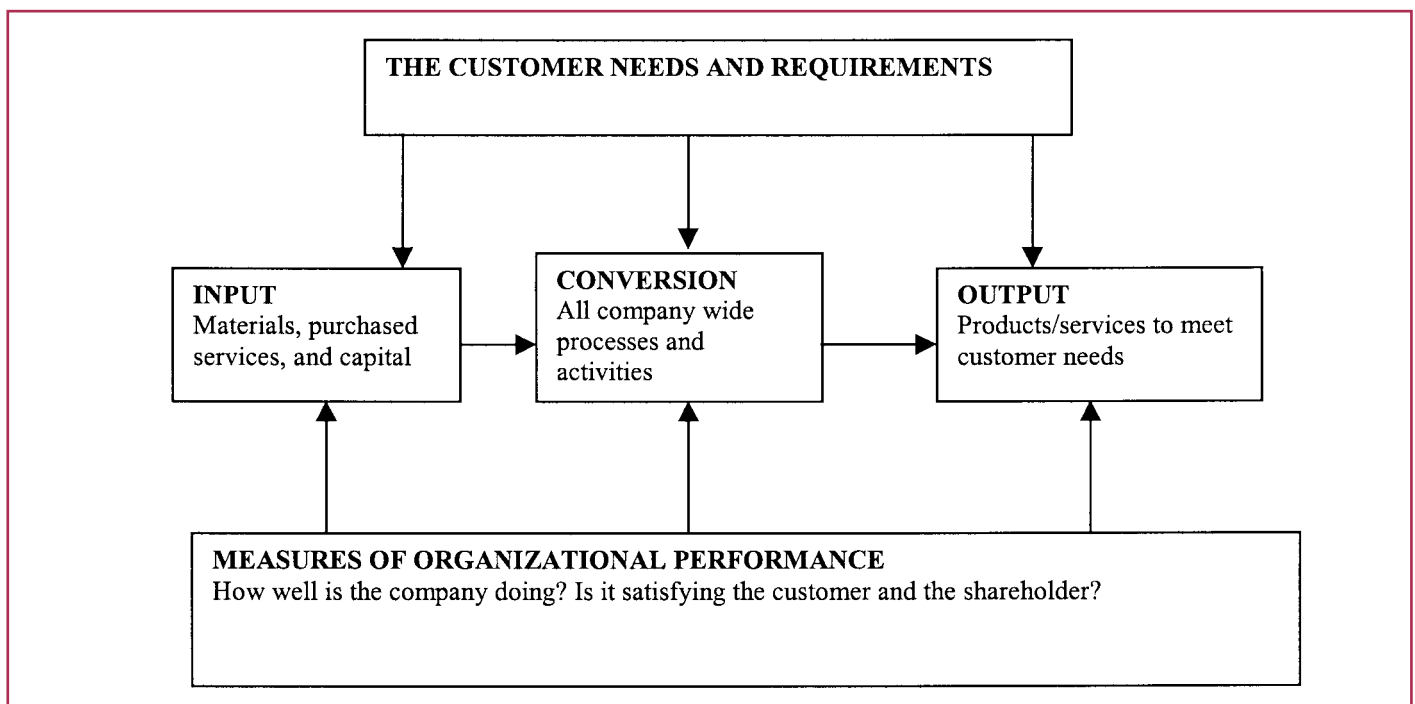 THE CUSTOMER NEEDS AND REQUIREMENTS
INPUT
Materials, purchased
services, and capital
CONVERSION
All company wide
processes and
activities
OUTPUT
Products/services to meet
customer needs
MEASURES OF ORGANIZATIONAL PERFORMANCE
How well is the company doing? Is it satisfying the customer and the shareholder?